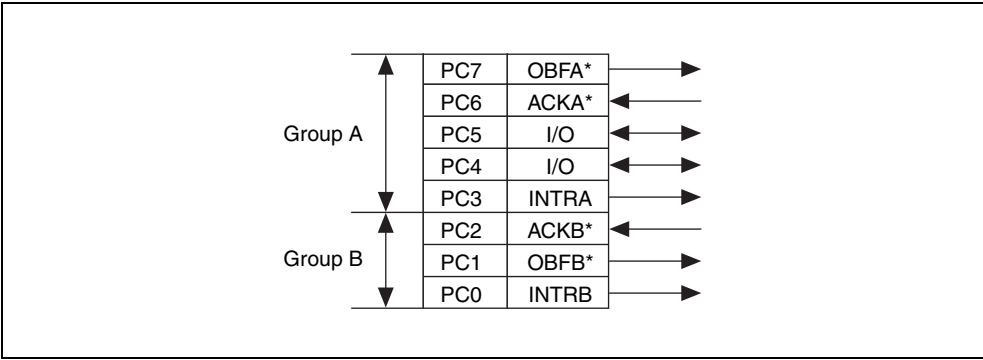 PC7 OBFA*
PC6 ACKA*
Group A PC5 I/O
PC4 I/O
PC3 INTRA
PC2 ACKB*
Group B PC1 OBFB*
PC0 INTRB